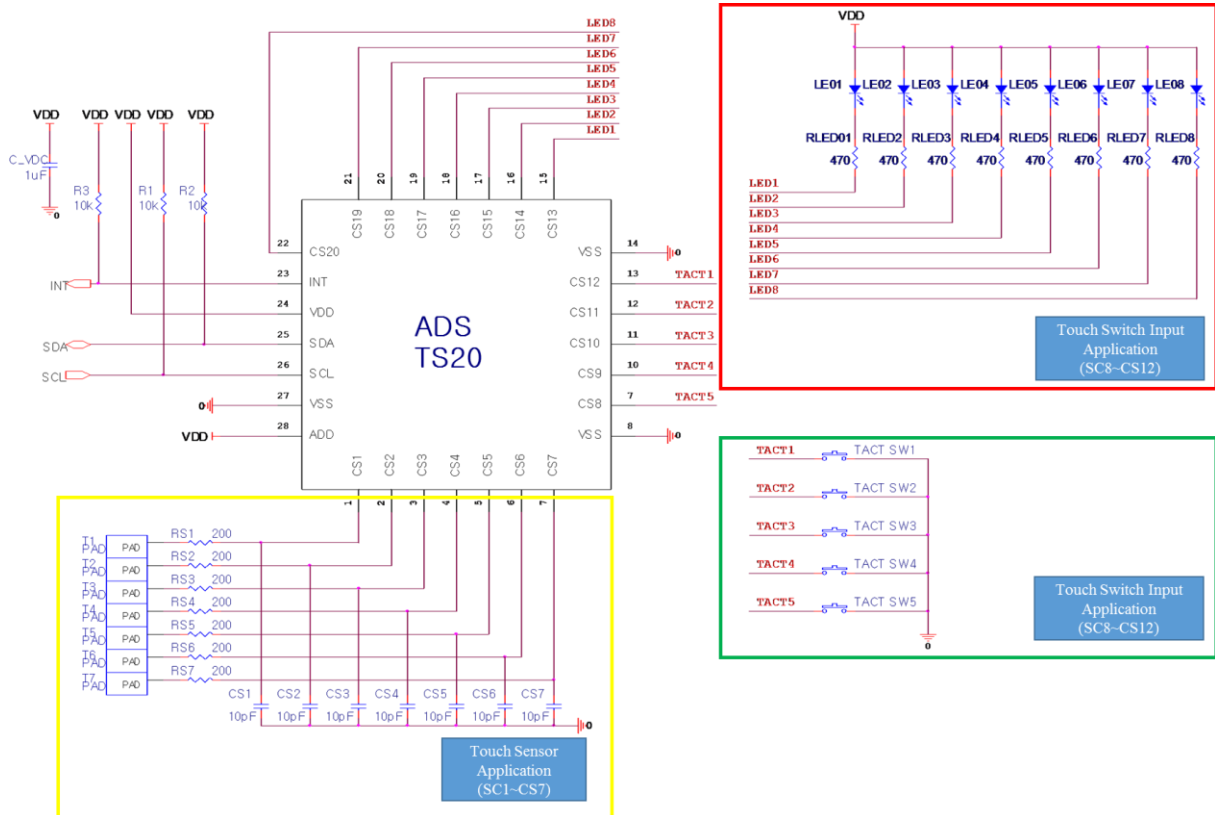 LED8
LED7
LED6
LED5
LED4
LED3
LED2
LED1
VDD
VDD
VDD
VDD
C_VDC
1uF
0
R3
10k
R1
10k
R2
10k
INT
SDA
SCL
0
VDD
21
20
19
18
17
16
15
CS19
CS18
CS17
CS16
CS15
CS14
CS13
22
CS20
23
INT
24
VDD
25
SDA
26
SCL
27
VSS
28
ADD
ADS
TS20
VSS
14
0
CS12
13
TACT1
CS11
12
TACT2
CS10
11
TACT3
CS9
10
TACT4
CS8
7
TACT5
VSS
8
0
CS1
CS2
CS3
CS4
CS5
CS6
CS7
1
2
3
4
5
6
7
T1
PAD
PAD
RS1 200
T2
PAD
PAD
RS2 200
T3
PAD
PAD
RS3 200
T4
PAD
PAD
RS4 200
T5
PAD
PAD
RS5 200
T6
PAD
PAD
RS6 200
T7
PAD
PAD
RS7 200
CS1
10pF
CS2
10pF
CS3
10pF
CS4
10pF
CS5
10pF
CS6
10pF
CS7
10pF
0
Touch Sensor
Application
(SC1~CS7)
VDD
LE01
LE02
LE03
LE04
LE05
LE06
LE07
LE08
RLED01
470
RLED2
470
RLED3
470
RLED4
470
RLED5
470
RLED6
470
RLED7
470
RLED8
470
LED1
LED2
LED3
LED4
LED5
LED6
LED7
LED8
Touch Switch Input
Application
(SC8~CS12)
TACT1
TACT SW1
TACT2
TACT SW2
TACT3
TACT SW3
TACT4
TACT SW4
TACT5
TACT SW5
0
Touch Switch Input
Application
(SC8~CS12)